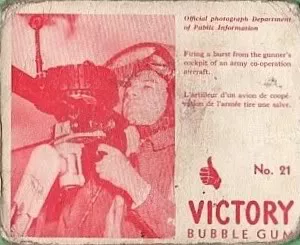 Official photograph Department
of Public Information
Firing a burst from the gunner's
cockpit of an army co-operation
aircraft.
L'artilleur d'un avion de coopé-
ration de l'armée tire une salve.
No. 21
VICTORY
BUBBLE GUM